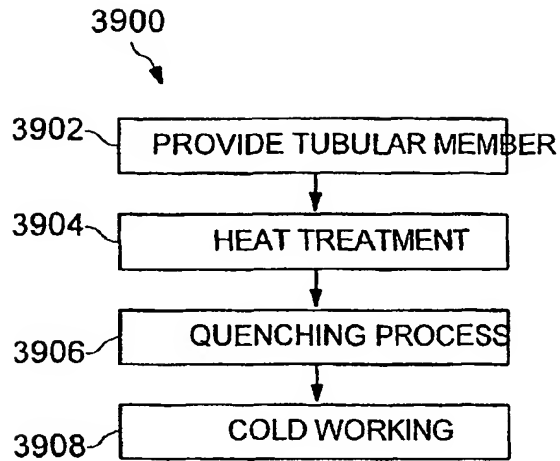 3900
3902 PROVIDE TUBULAR MEMBER
3904 HEAT TREATMENT
3906 QUENCHING PROCESS
3908 COLD WORKING